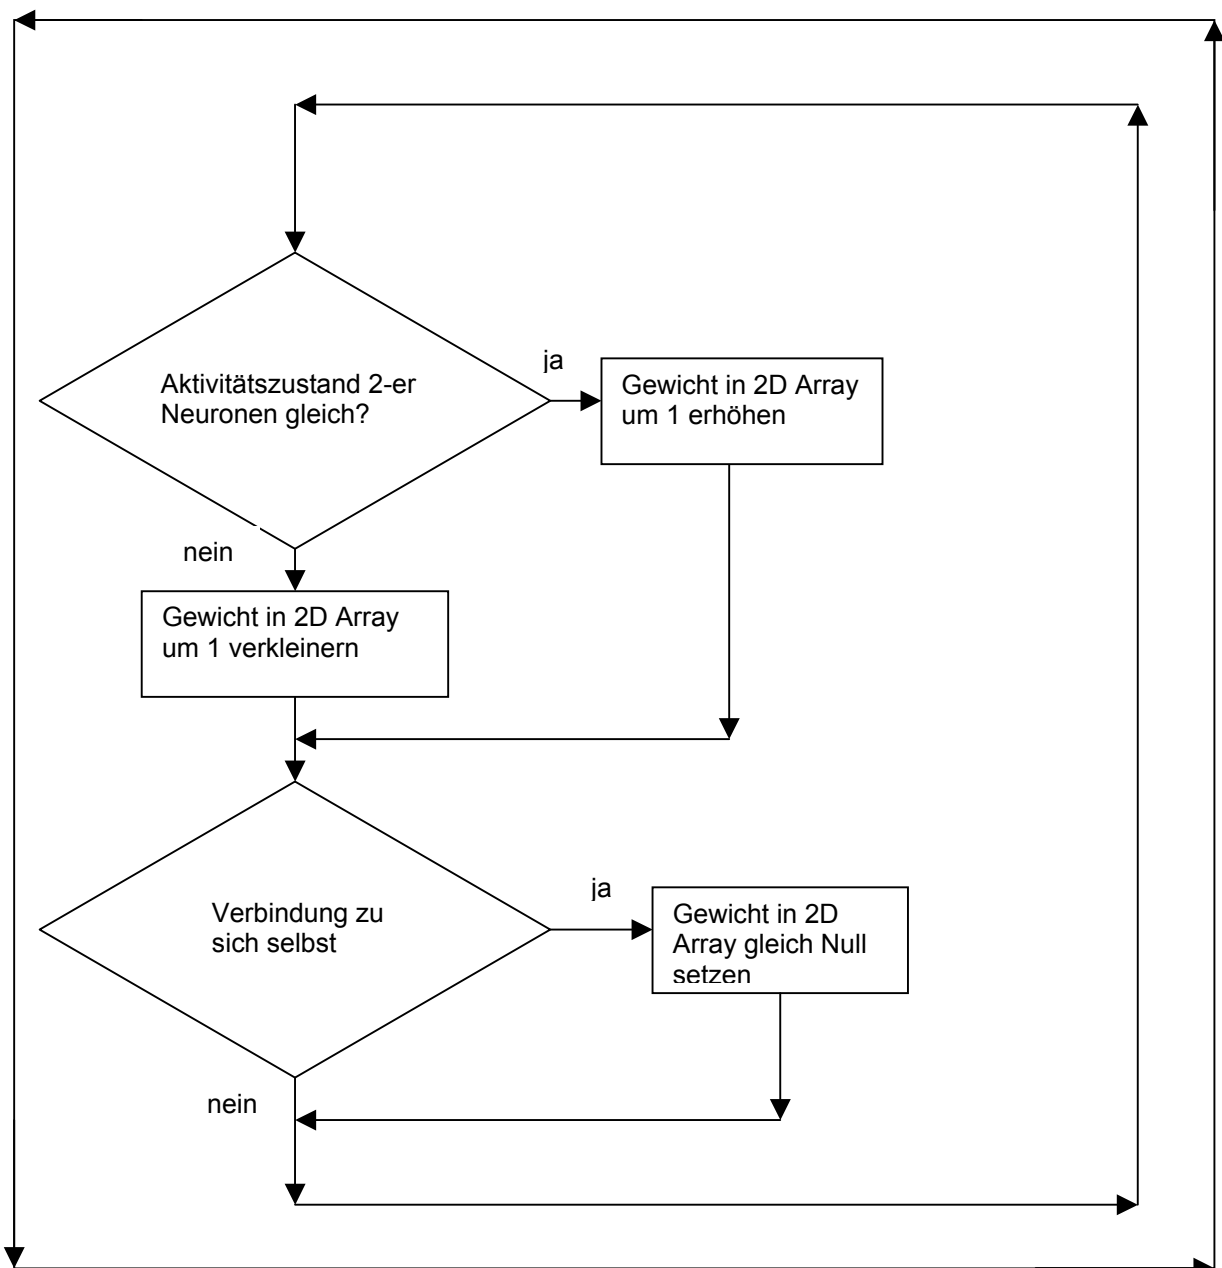 ja
Aktivitätszustand 2-er
Neuronen gleich?
Gewicht in 2D Array
um 1 erhöhen
nein
Gewicht in 2D Array
um 1 verkleinern
ja
Verbindung zu
sich selbst
Gewicht in 2D
Array gleich Null
setzen
nein